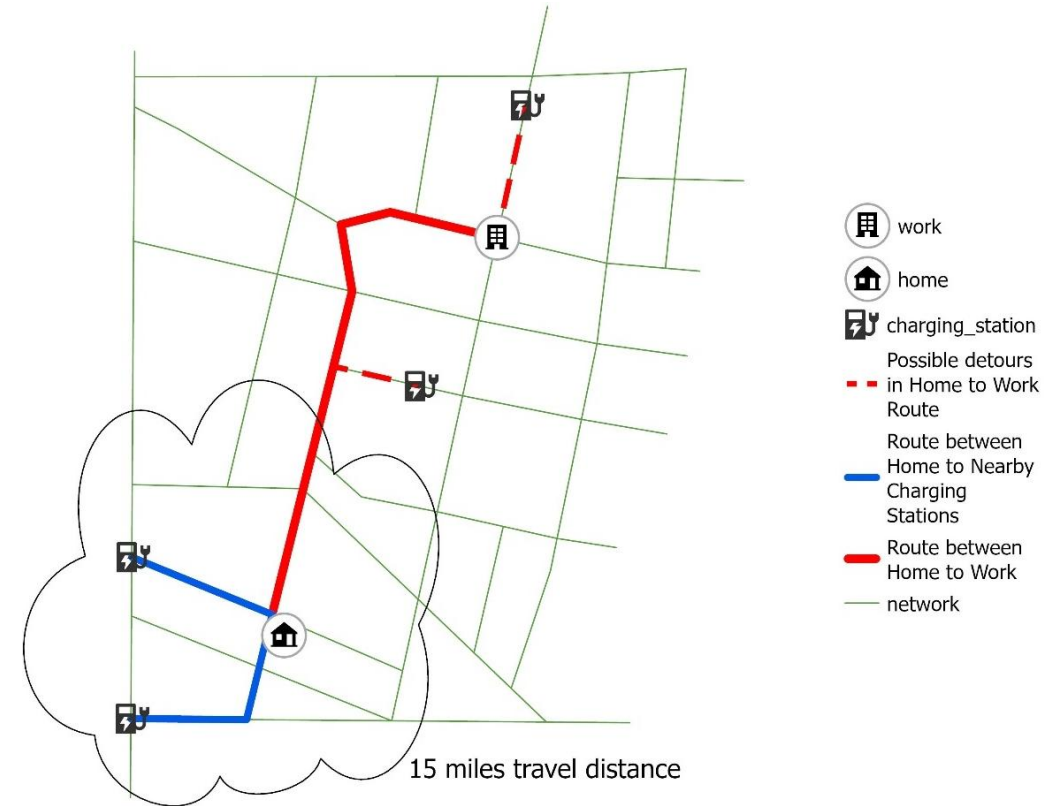 work
home
charging_station
Possible detours
in Home to Work
Route
Route between
Home to Nearby
Charging
Stations
Route between
Home to Work
network
15 miles travel distance